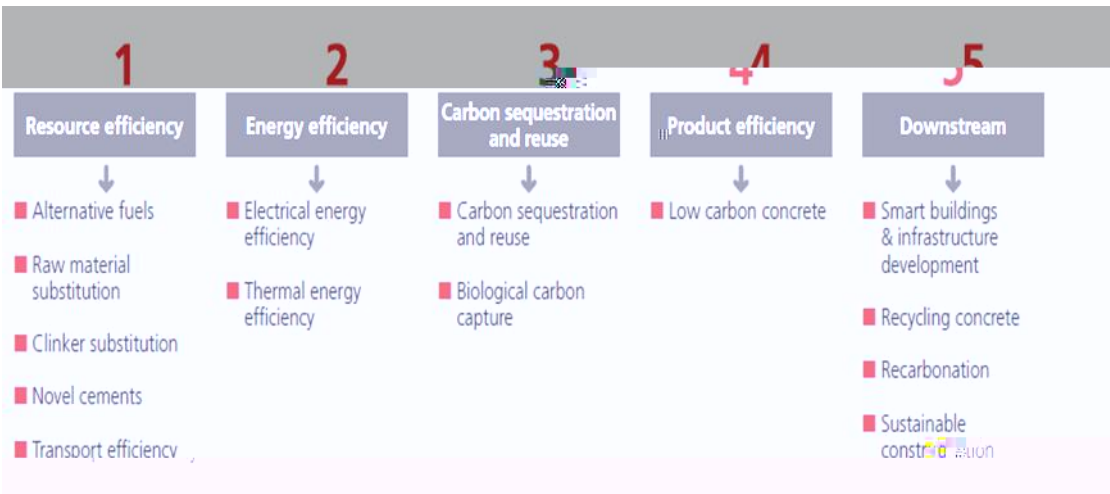 1
2
3
4
5
Resource efficiency
Energy efficiency
Carbon sequestration
and reuse
Product efficiency
Downstream
Alternative fuels
Raw material
substitution
Clinker substitution
Novel cements
Transport efficiency
Electrical energy
efficiency
Thermal energy
efficiency
Carbon sequestration
and reuse
Biological carbon
capture
Low carbon concrete
Smart buildings
& infrastructure
development
Recycling concrete
Recarbonation
Sustainable